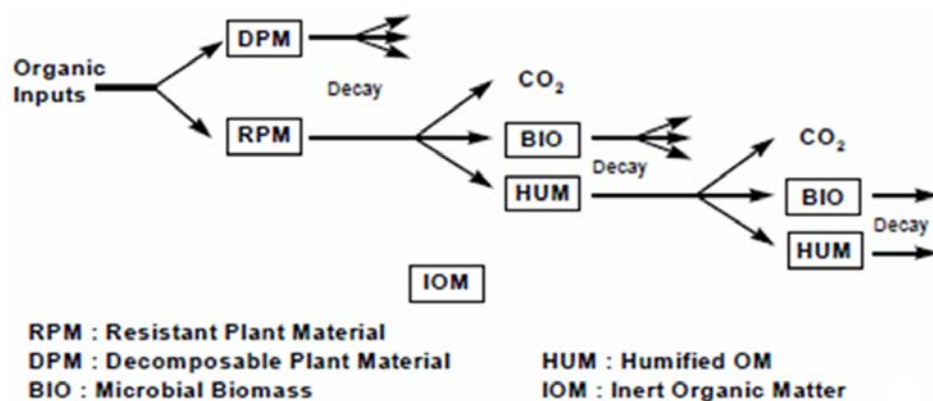 DPM
Organic
Inputs
Decay
CO2
RPM
BIO
CO2
Decay
HUM
BIO
Decay
HUM
IOM
RPM : Resistant Plant Material
DPM : Decomposable Plant Material
HUM : Humified OM
BIO : Microbial Biomass
IOM : Inert Organic Matter